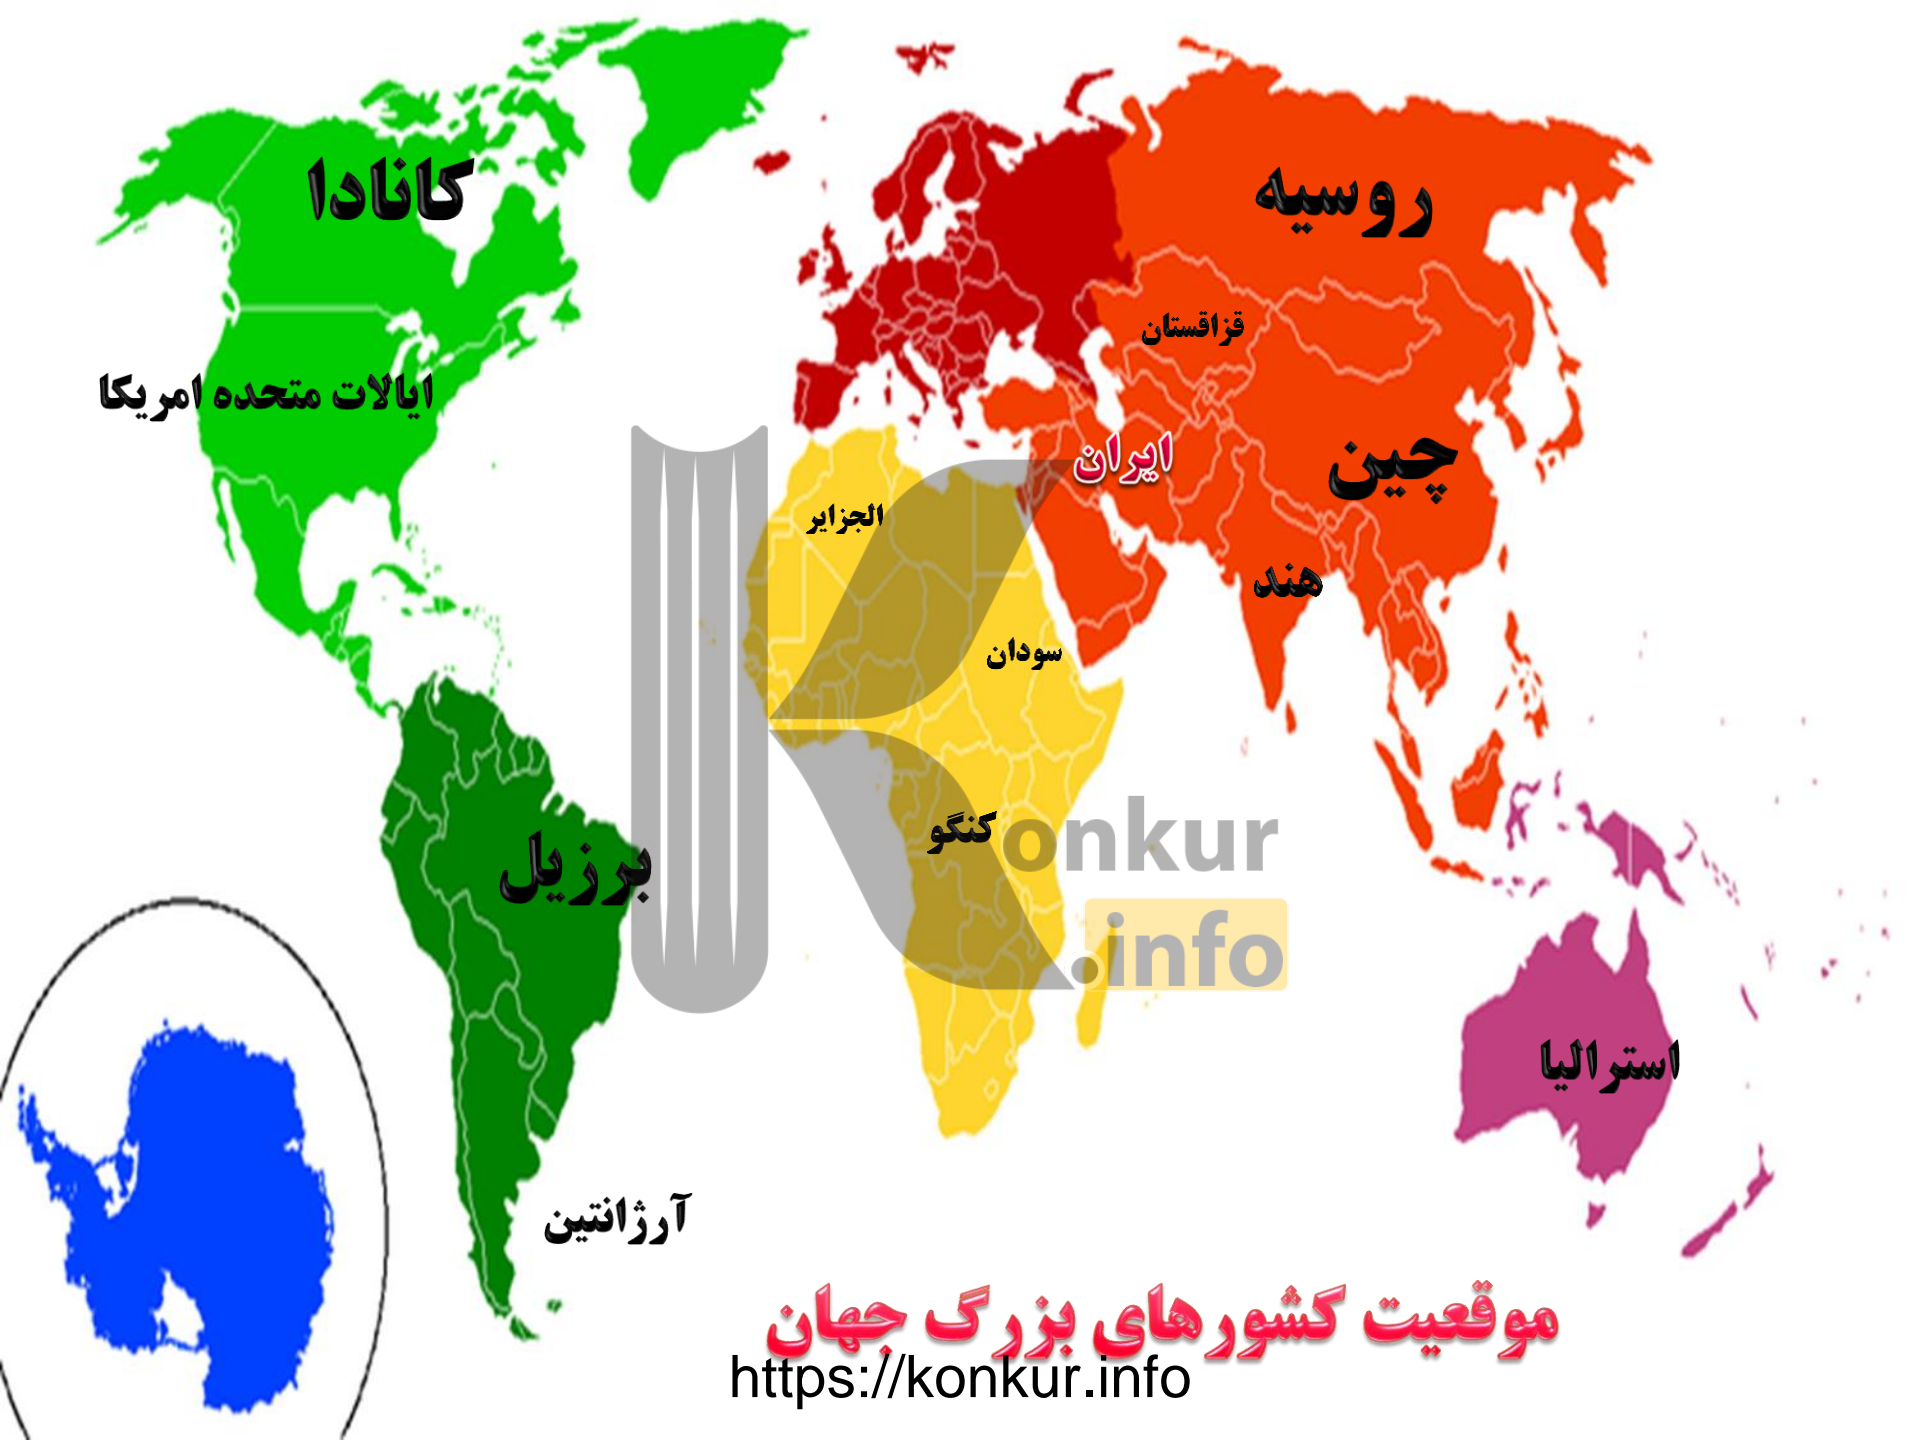 کانادا
روسیه
قزاقستان
ایالات متحده امریکا
چین
ایران
الجزایر
هند
سودان
کنگو
onkur
.info
برزیل
استرالیا
آرژانتین
موقعیت کشورهای بزرگ جهان
https://konkur.info